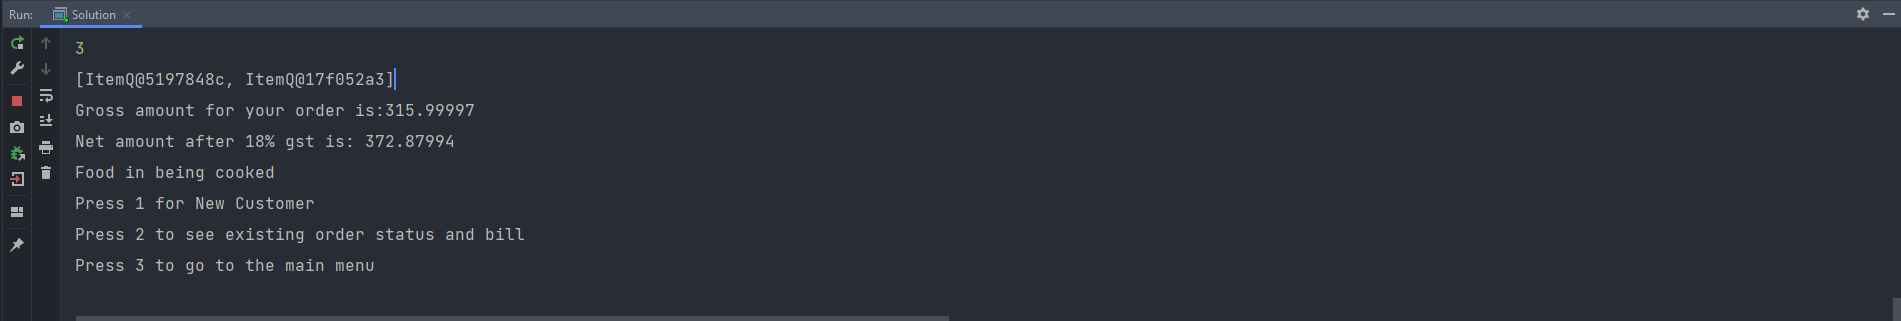 Run: Solution
3
[ItemQ@5197848c, ItemQ@17f052a3]
Gross amount for your order is:315.99997
Net amount after 18% gst is: 372.87994
Food in being cooked
Press 1 for New Customer
Press 2 to see existing order status and bill
Press 3 to go to the main menu